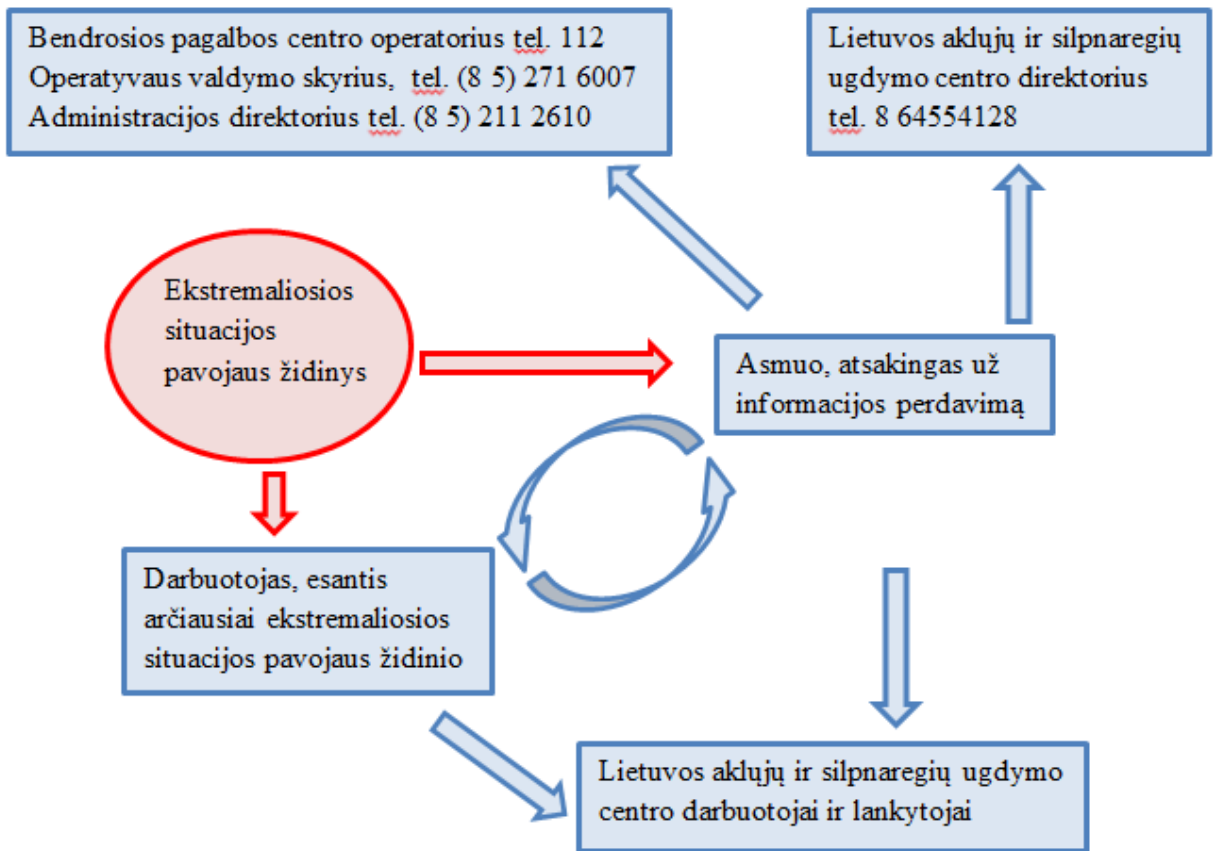 Bendrosios pagalbos centro operatorius tel. 112
Operatyvaus valdymo skyrius, tel. (8 5) 271 6007
Administracijos direktorius tel. (8 5) 211 2610
Lietuvos aklųjų ir silpnaregių
ugdymo centro direktorius
tel. 8 64554128
Ekstremaliosios
situacijos
pavojaus židinys
Asmuo, atsakingas už
informacijos perdavimą
Darbuotojas, esantis
arčiausiai ekstremaliosios
situacijos pavojaus židinio
Lietuvos aklųjų ir silpnaregių ugdymo
centro darbuotojai ir lankytojai